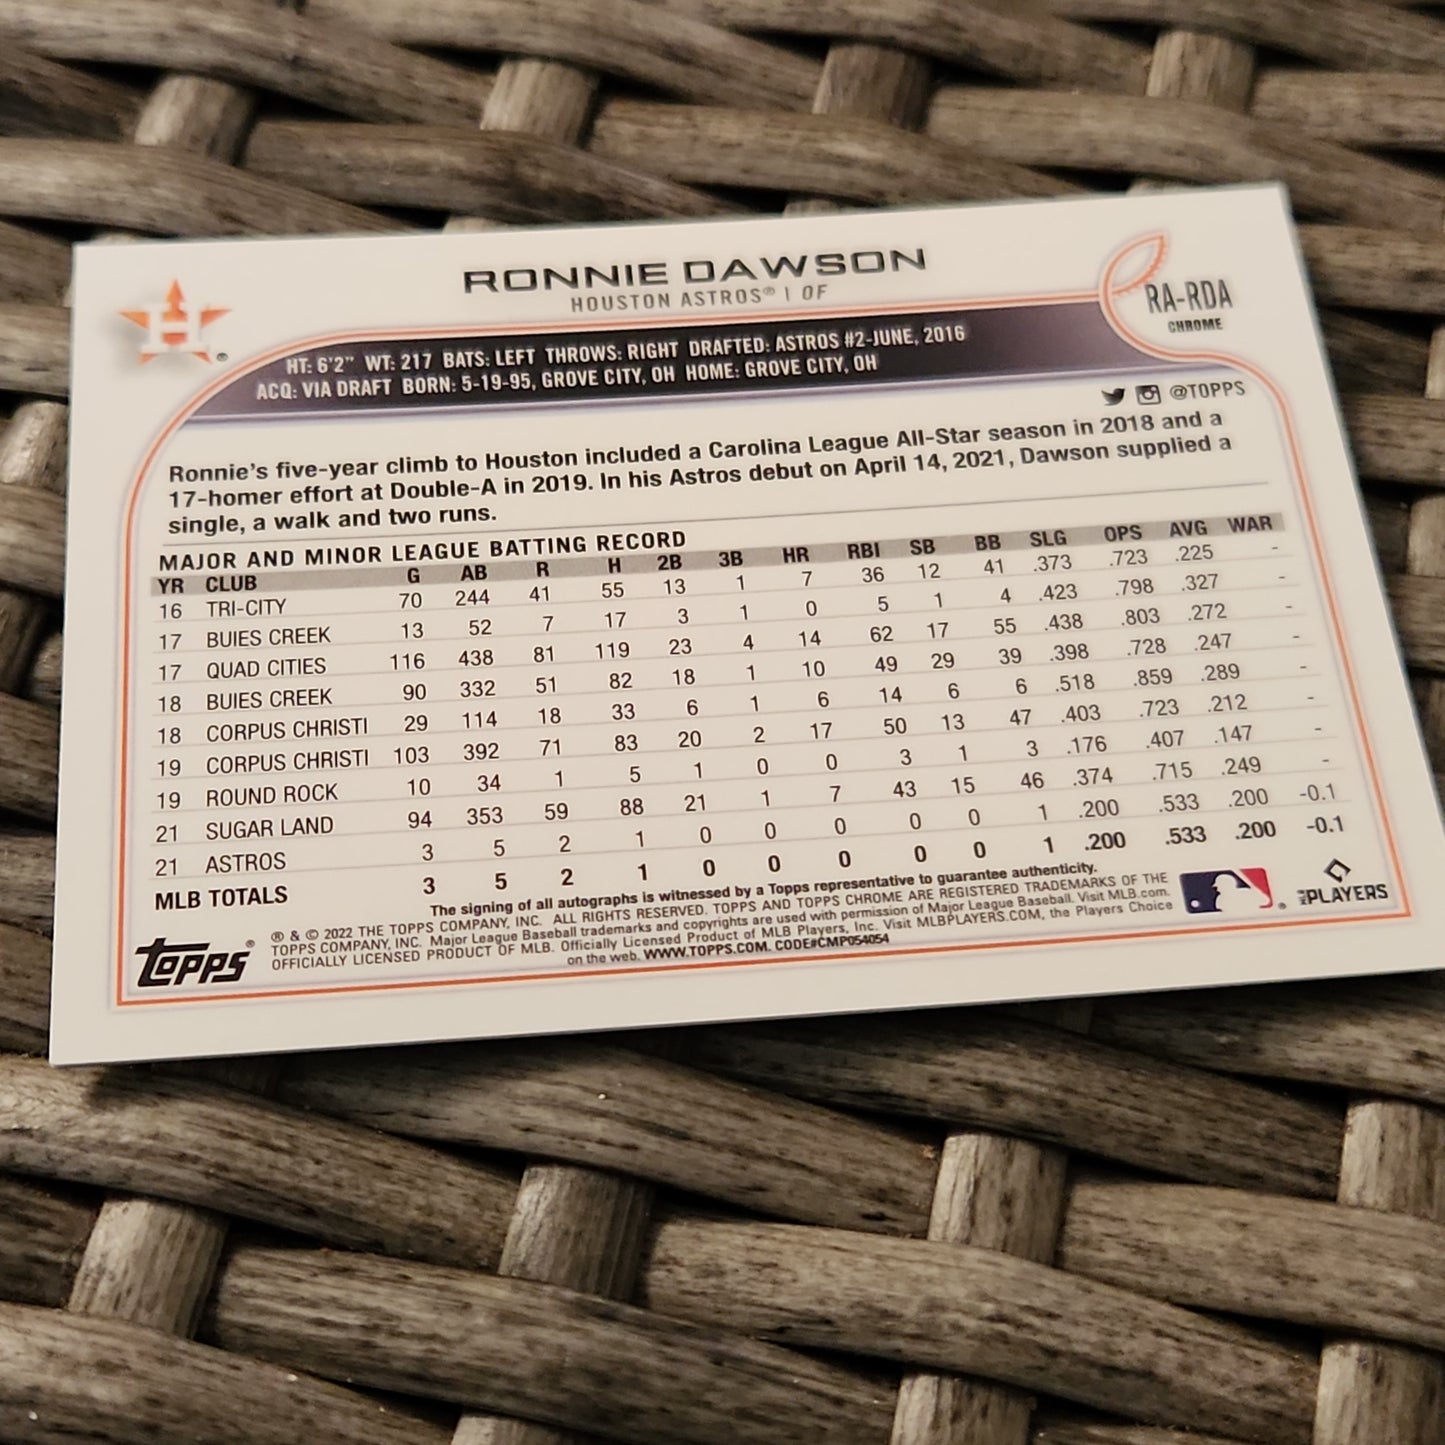 RONNIE DAWSON
HOUSTON ASTROS® | OF
H ®
RA-RDA
CHROME
HT: 6'2" WT: 217 BATS: LEFT THROWS: RIGHT DRAFTED: ASTROS #2-JUNE, 2016
ACQ: VIA DRAFT BORN: 5-19-95, GROVE CITY, OH HOME: GROVE CITY, OH
@TOPPS
Ronnie's five-year climb to Houston included a Carolina League All-Star season in 2018 and a
17-homer effort at Double-A in 2019. In his Astros debut on April 14, 2021, Dawson supplied a
single, a walk and two runs.
MAJOR AND MINOR LEAGUE BATTING RECORD
YR CLUB G AB R H 2B 3B HR RBI SB BB SLG OPS AVG WAR
16 TRI-CITY 70 244 41 55 13 1 7 36 12 41 .373 .723 .225 -
17 BUIES CREEK 13 52 7 17 3 1 0 5 1 4 .423 .798 .327 -
17 QUAD CITIES 116 438 81 119 23 4 14 62 17 55 .438 .803 .272 -
18 BUIES CREEK 90 332 51 82 18 1 10 49 29 39 .398 .728 .247 -
18 CORPUS CHRISTI 29 114 18 33 6 1 6 14 6 6 .518 .859 .289 -
19 CORPUS CHRISTI 103 392 71 83 20 2 17 50 13 47 .403 .723 .212 -
19 ROUND ROCK 10 34 1 5 1 0 0 3 1 3 .176 .407 .147 -
21 SUGAR LAND 94 353 59 88 21 1 7 43 15 46 .374 .715 .249 -
21 ASTROS 3 5 2 1 0 0 0 0 0 1 .200 .533 .200 -0.1
MLB TOTALS 3 5 2 1 0 0 0 0 0 1 .200 .533 .200 -0.1
The signing of all autographs is witnessed by a Topps representative to guarantee authenticity.
® & © 2022 THE TOPPS COMPANY, INC. ALL RIGHTS RESERVED. TOPPS AND TOPPS CHROME ARE REGISTERED TRADEMARKS OF THE
TOPPS COMPANY, INC. Major League Baseball trademarks and copyrights are used with permission of Major League Baseball. Visit MLB.com.
OFFICIALLY LICENSED PRODUCT OF MLB. Officially Licensed Product of MLB Players, Inc. Visit MLBPLAYERS.COM, the Players Choice
on the web. WWW.TOPPS.COM. CODE#CMP054054
Topps ®
®
MLB PLAYERS